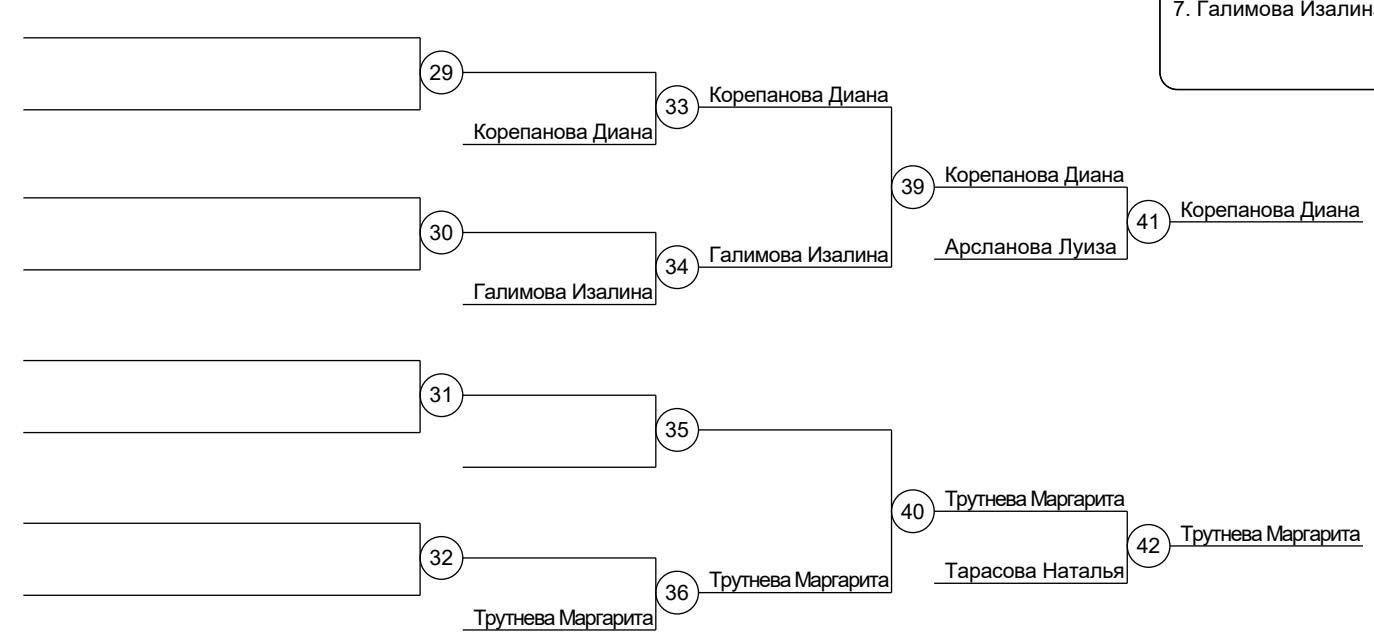 7. Галимова Изалина
29
33
Корепанова Диана
Корепанова Диана
39
Корепанова Диана
41
Корепанова Диана
30
34
Галимова Изалина
Арсланова Луиза
Галимова Изалина
31
35
40
Трутнева Маргарита
42
Трутнева Маргарита
32
36
Трутнева Маргарита
Тарасова Наталья
Трутнева Маргарита